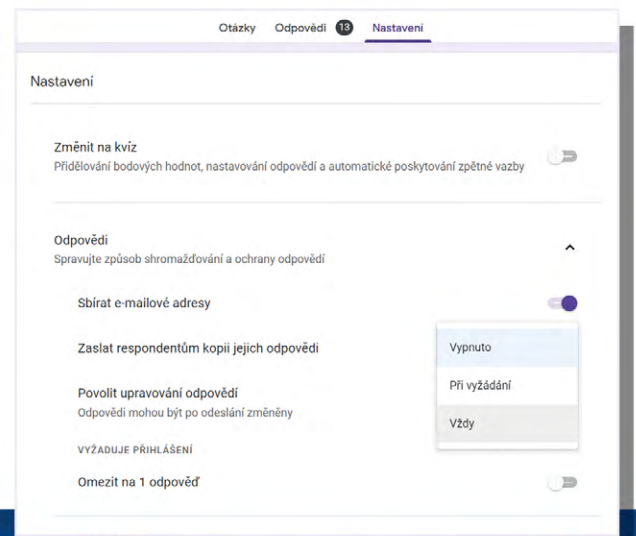 Otázky Odpovědi 13 Nastavení
Nastavení
Změnit na kvíz
Přidělování bodových hodnot, nastavování odpovědí a automatické poskytování zpětné vazby
Odpovědi
Spravujte způsob shromažďování a ochrany odpovědí
Sbírat e-mailové adresy
Zaslat respondentům kopii jejich odpovědi
Vypnuto
Při vyžádání
Vždy
Povolit upravování odpovědí
Odpovědi mohou být po odeslání změněny
VYŽADUJE PŘIHLÁŠENÍ
Omezit na 1 odpověď